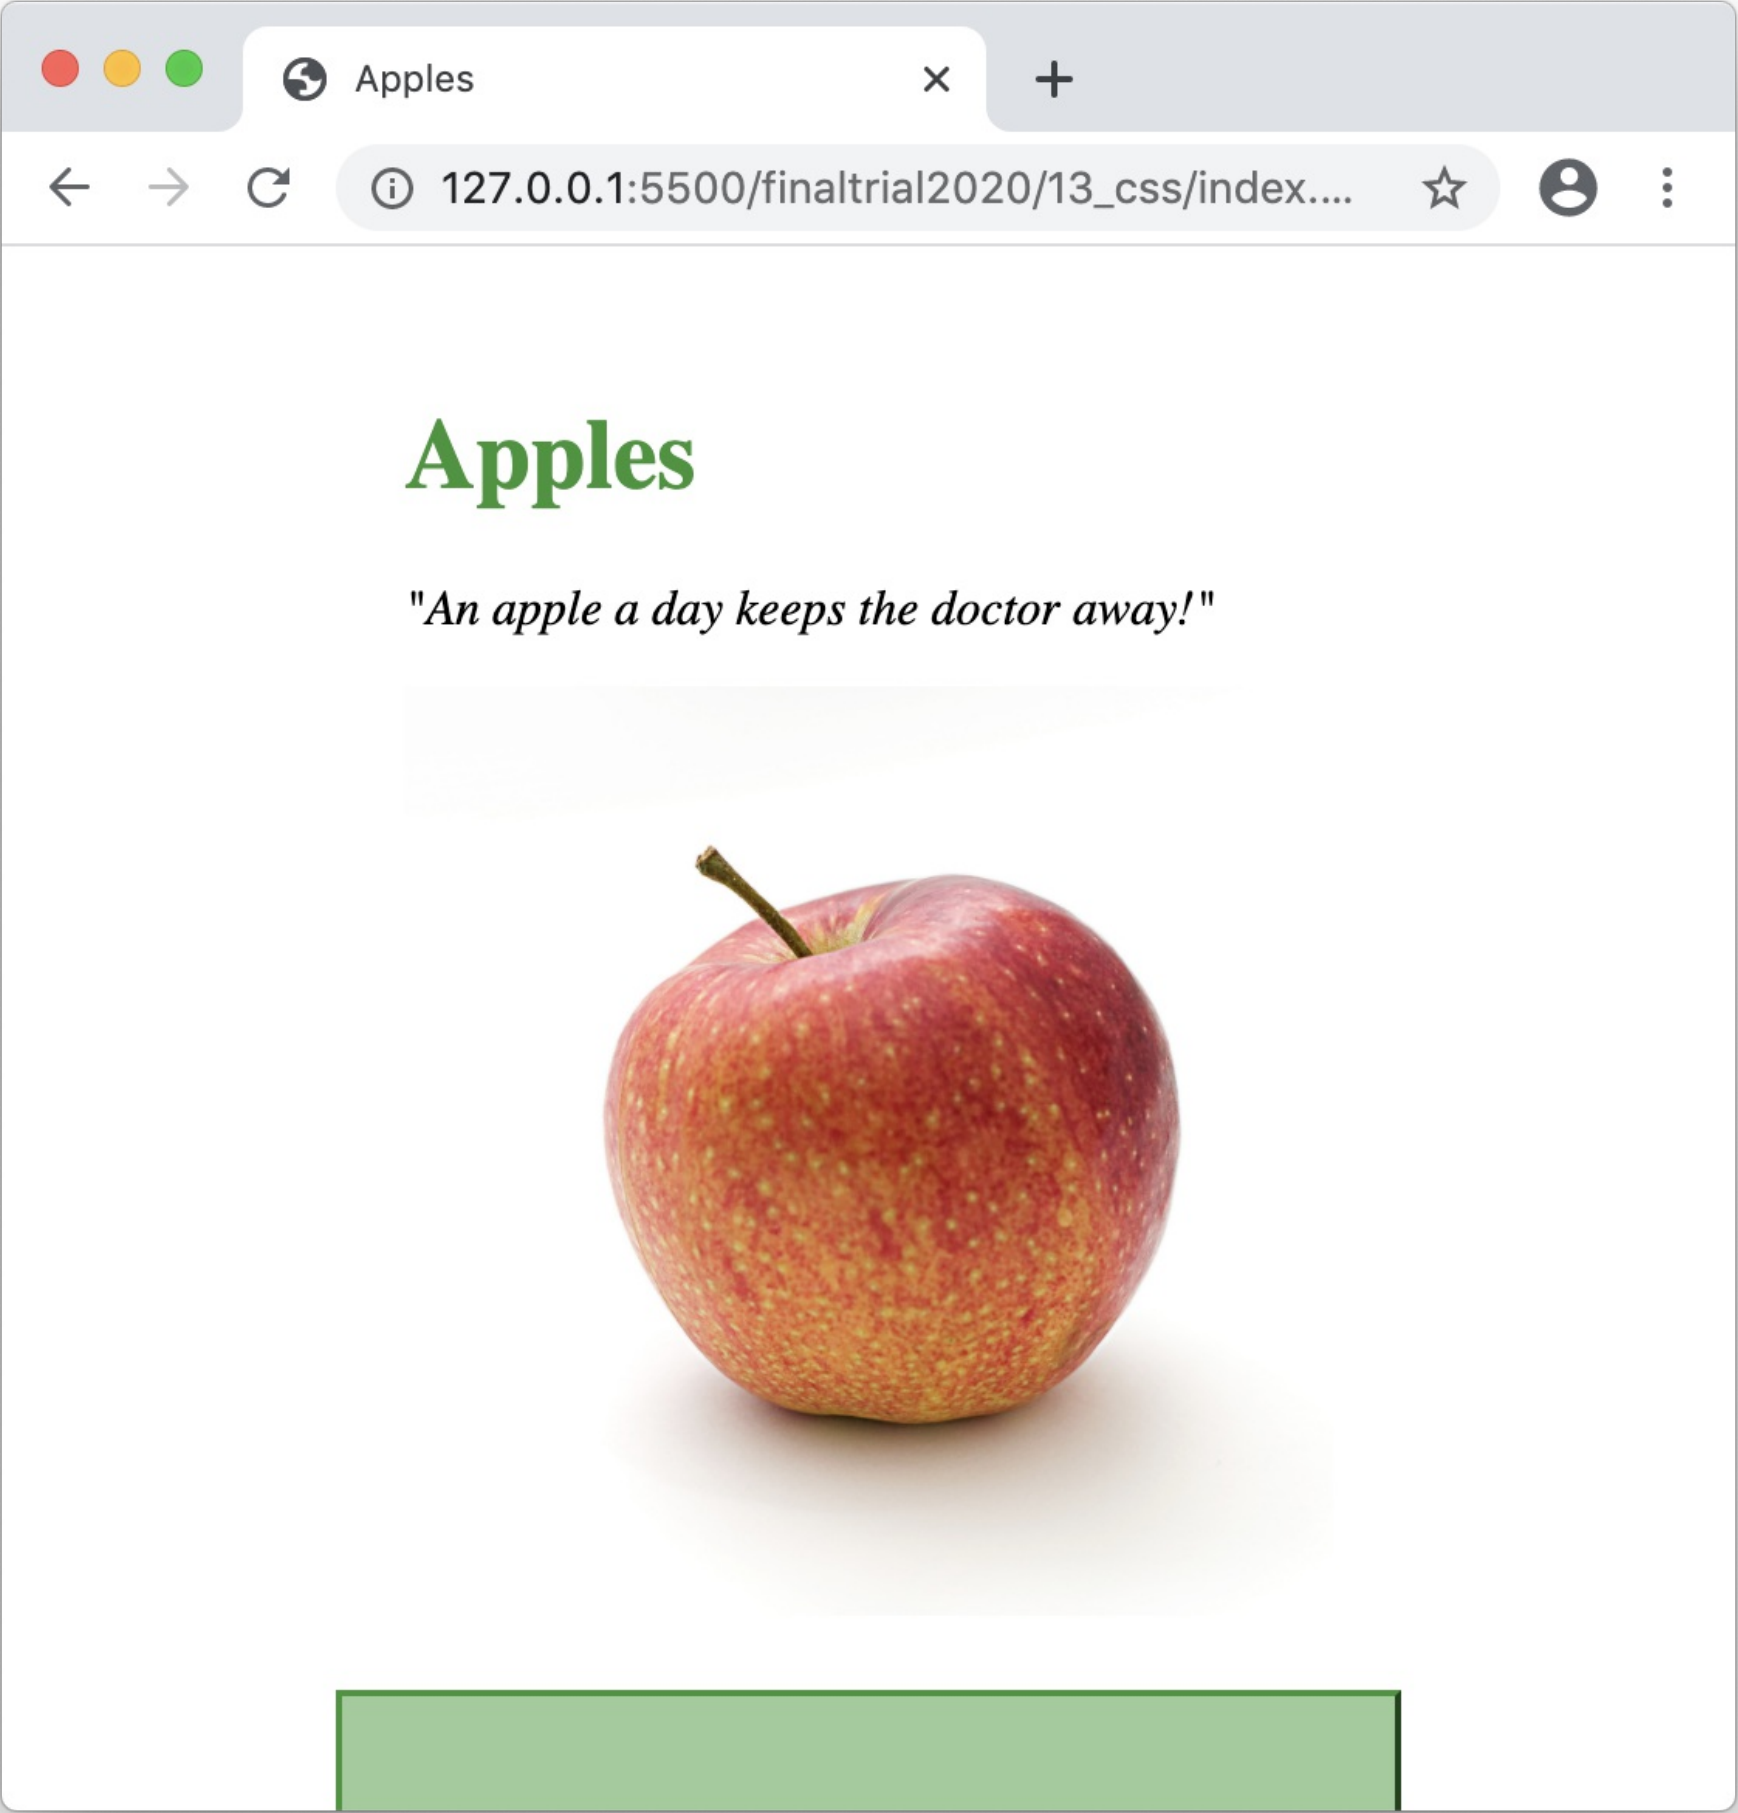 Apples
127.0.0.1:5500/finaltrial2020/13_css/index....
Apples
"An apple a day keeps the doctor away!"